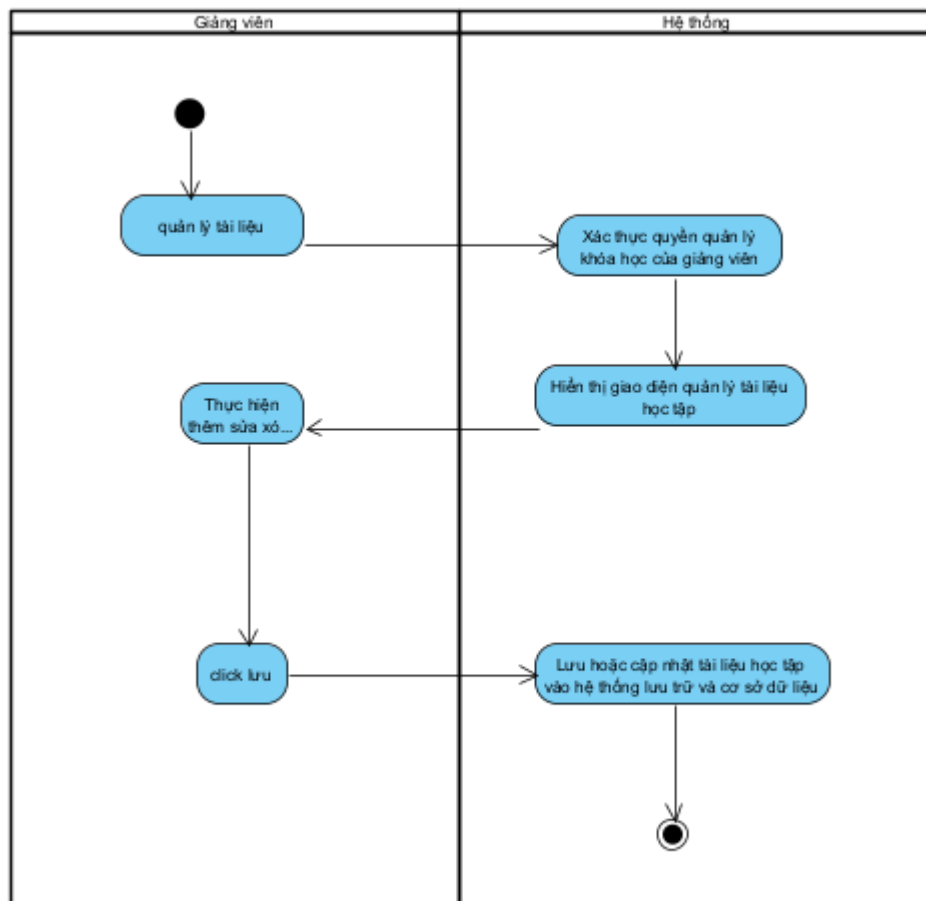 Giảng viên
Hệ thống
quản lý tài liệu
Xác thực quyền quản lý
khóa học của giảng viên
Hiển thị giao diện quản lý tài liệu
học tập
Thực hiện
thêm sửa xó...
click lưu
Lưu hoặc cập nhật tài liệu học tập
vào hệ thống lưu trữ và cơ sở dữ liệu